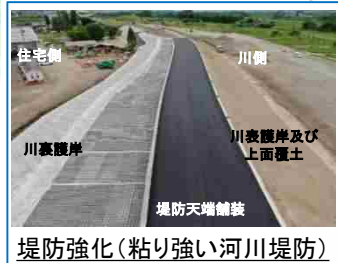 住宅側
川側
川裏護岸
川表護岸及び
上面覆土
堤防天端舗装
堤防強化（粘り強い河川堤防）